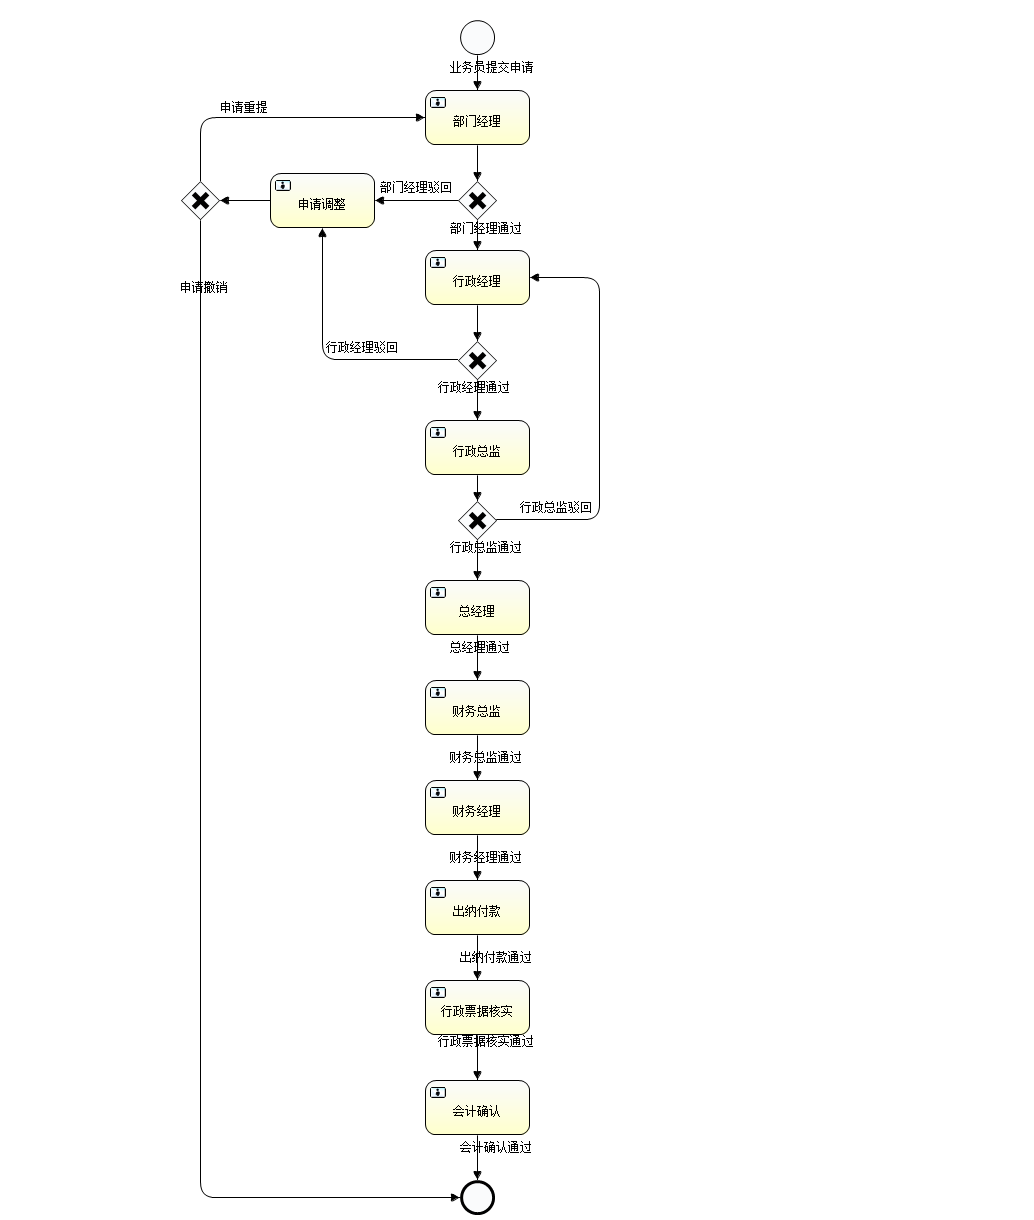 业务员提交申请
申请重提
部门经理
部门经理驳回
申请调整
部门经理通过
行政经理
申请撤销
行政经理驳回
行政经理通过
行政总监
行政总监驳回
行政总监通过
总经理
总经理通过
财务总监
财务总监通过
财务经理
财务经理通过
出纳付款
出纳付款通过
行政票据核实
行政票据核实通过
会计确认
会计确认通过